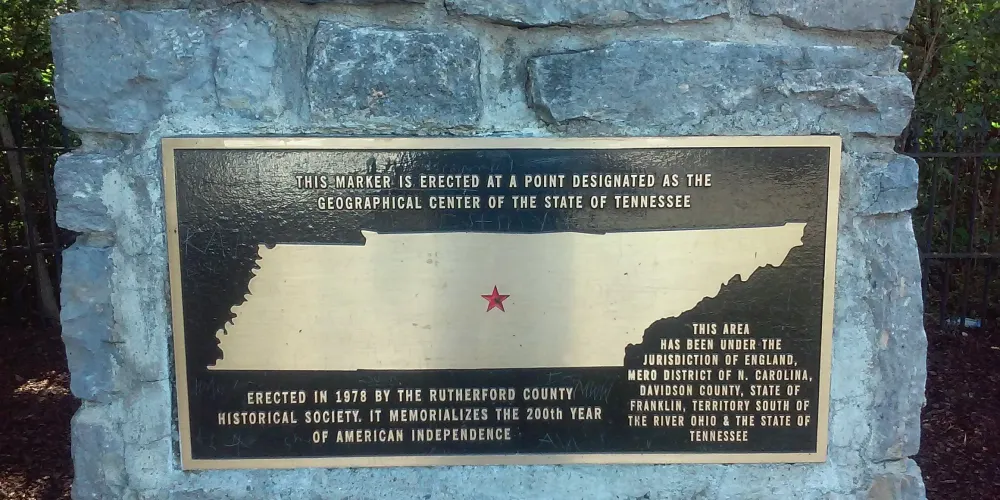 THIS MARKER IS ERECTED AT A POINT DESIGNATED AS THE
GEOGRAPHICAL CENTER OF THE STATE OF TENNESSEE
ERECTED IN 1978 BY THE RUTHERFORD COUNTY
HISTORICAL SOCIETY. IT MEMORIALIZES THE 200th YEAR
OF AMERICAN INDEPENDENCE
THIS AREA
HAS BEEN UNDER THE
JURISDICTION OF ENGLAND,
MERO DISTRICT OF N. CAROLINA,
DAVIDSON COUNTY, STATE OF
FRANKLIN, TERRITORY SOUTH OF
THE RIVER OHIO & THE STATE OF
TENNESSEE